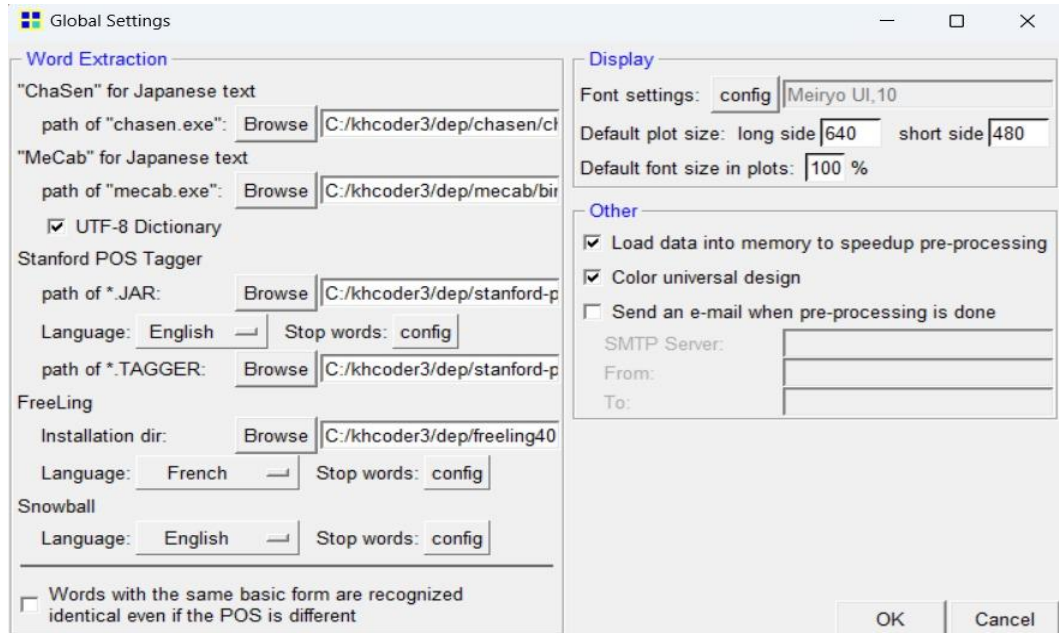 Global Settings
Word Extraction
"ChaSen" for Japanese text
path of "chasen.exe": Browse C:/khcoder3/dep/chasen/ch
"MeCab" for Japanese text
path of "mecab.exe": Browse C:/khcoder3/dep/mecab/bin
UTF-8 Dictionary
Stanford POS Tagger
path of *.JAR: Browse C:/khcoder3/dep/stanford-p
Language: English Stop words: config
path of *.TAGGER: Browse C:/khcoder3/dep/stanford-p
FreeLing
Installation dir: Browse C:/khcoder3/dep/freeling40
Language: French Stop words: config
Snowball
Language: English Stop words: config
Words with the same basic form are recognized
identical even if the POS is different
Display
Font settings: config Meiryo UI,10
Default plot size: long side 640 short side 480
Default font size in plots: 100 %
Other
Load data into memory to speedup pre-processing
Color universal design
Send an e-mail when pre-processing is done
SMTP Server:
From:
To:
OK Cancel